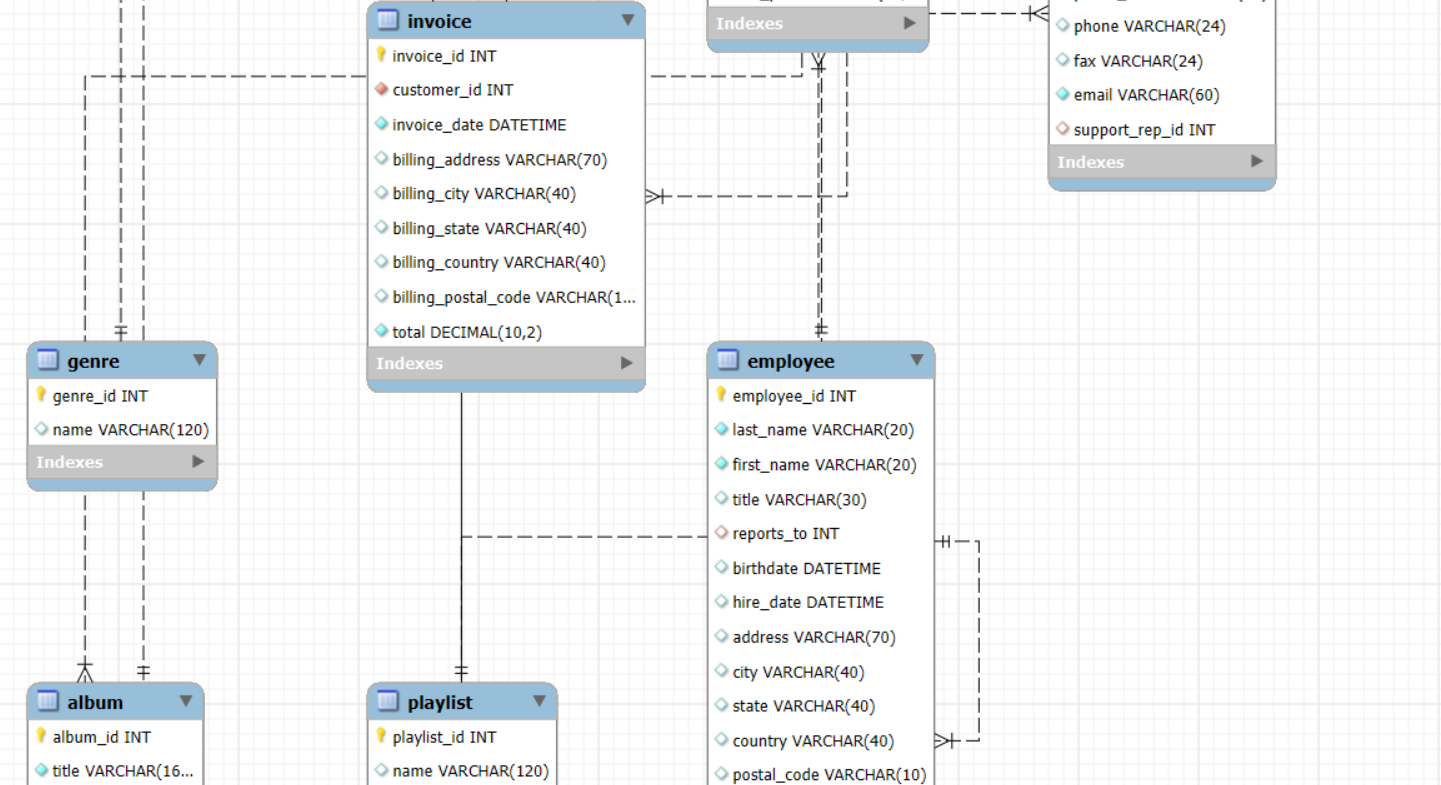 invoice
invoice_id INT
customer_id INT
invoice_date DATETIME
billing_address VARCHAR(70)
billing_city VARCHAR(40)
billing_state VARCHAR(40)
billing_country VARCHAR(40)
billing_postal_code VARCHAR(1...
total DECIMAL(10,2)
Indexes
Indexes
phone VARCHAR(24)
fax VARCHAR(24)
email VARCHAR(60)
support_rep_id INT
Indexes
genre
genre_id INT
name VARCHAR(120)
Indexes
employee
employee_id INT
last_name VARCHAR(20)
first_name VARCHAR(20)
title VARCHAR(30)
reports_to INT
birthdate DATETIME
hire_date DATETIME
address VARCHAR(70)
city VARCHAR(40)
state VARCHAR(40)
country VARCHAR(40)
postal_code VARCHAR(10)
album
album_id INT
title VARCHAR(16...
playlist
playlist_id INT
name VARCHAR(120)